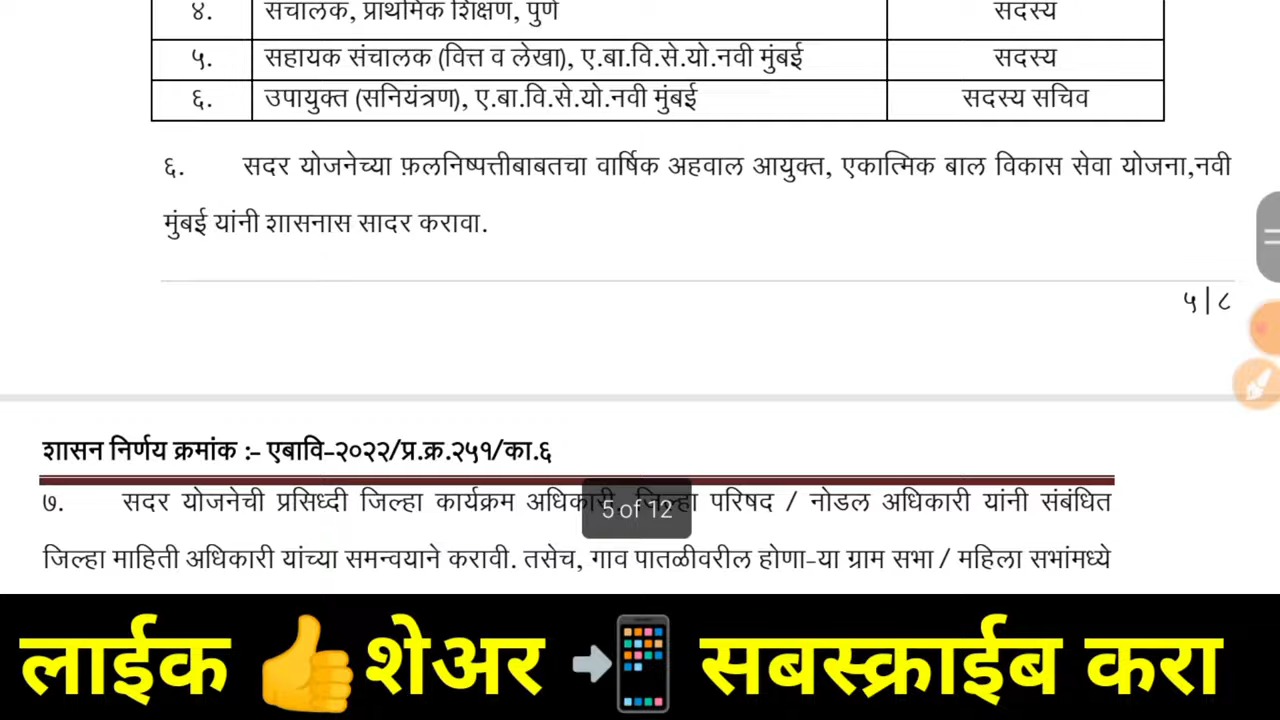 ४. संचालक, प्राथमिक शिक्षण, पुणे सदस्य
५. सहायक संचालक (वित्त व लेखा), ए.बा.वि.से.यो.नवी मुंबई सदस्य
६. उपायुक्त (सनियंत्रण), ए.बा.वि.से.यो.नवी मुंबई सदस्य सचिव
६. सदर योजनेच्या फ़लनिष्पत्तीबाबतचा वार्षिक अहवाल आयुक्त, एकात्मिक बाल विकास सेवा योजना,नवी
मुंबई यांनी शासनास सादर करावा.
५|८
शासन निर्णय क्रमांक :- एबावि-२०२२/प्र.क्र.२५१/का.६
७. सदर योजनेची प्रसिध्दी जिल्हा कार्यक्रम अधिकारी, जिल्हा परिषद / नोडल अधिकारी यांनी संबंधित
5 of 12
जिल्हा माहिती अधिकारी यांच्या समन्वयाने करावी. तसेच, गाव पातळीवरील होणा-या ग्राम सभा / महिला सभांमध्ये
लाईक शेअर सबस्क्राईब करा